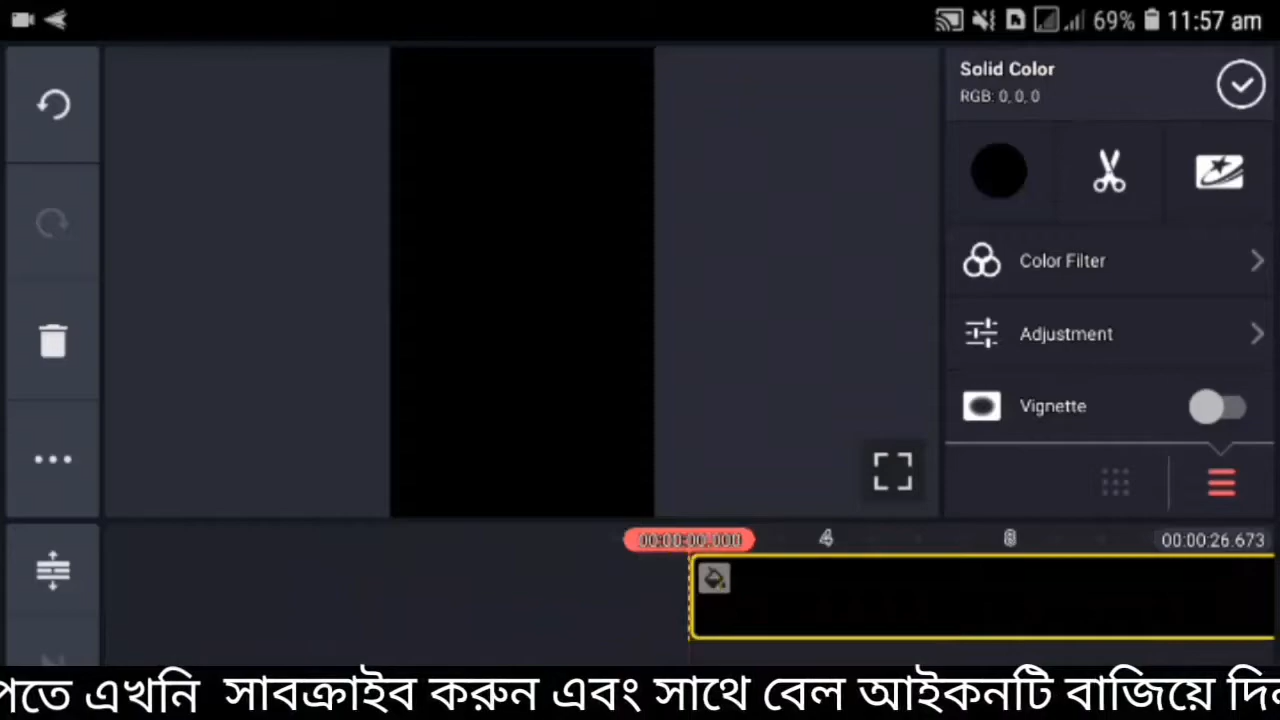 69% 11:57 am
Solid Color
RGB: 0, 0, 0
Color Filter
Adjustment
Vignette
00:00:00.000 4 8 00:00:26.673
এখনি সাবক্রাইব করুন এবং সাথে বেল আইকনটি বাজিয়ে